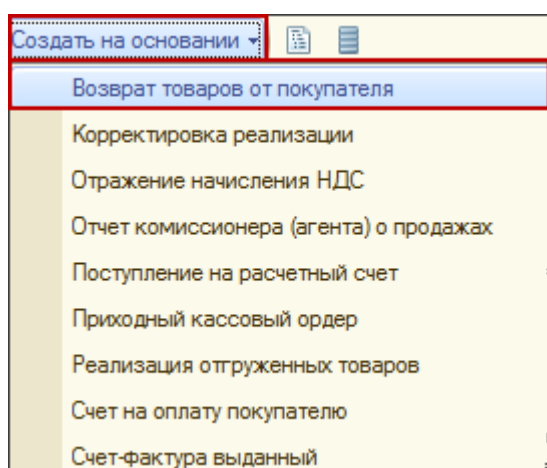 Создать на основании
Возврат товаров от покупателя
Корректировка реализации
Отражение начисления НДС
Отчет комиссионера (агента) о продажах
Поступление на расчетный счет
Приходный кассовый ордер
Реализация отгруженных товаров
Счет на оплату покупателю
Счет-фактура выданный